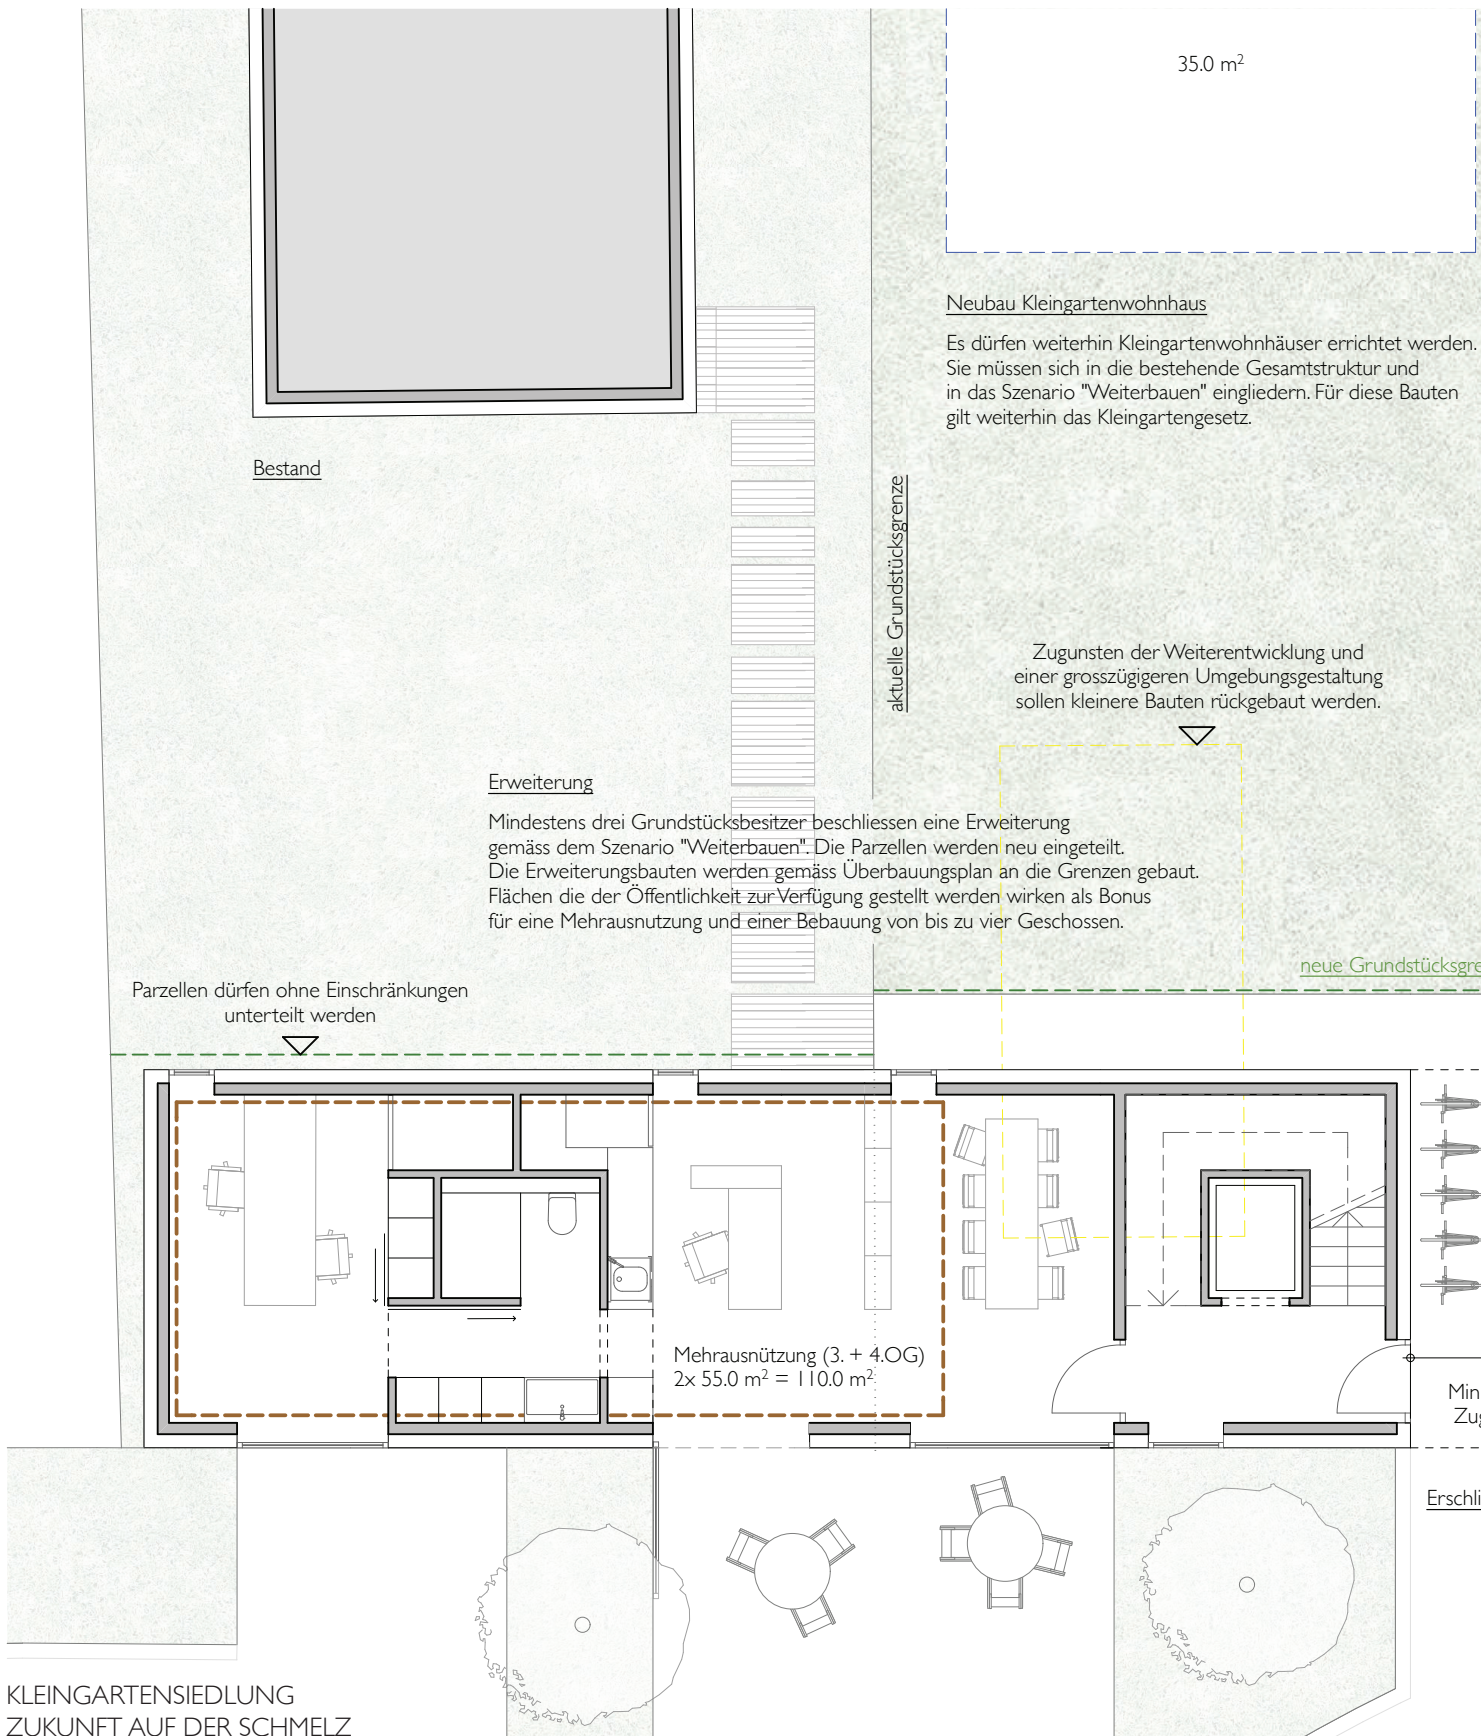 35.0 m²
Neubau Kleingartenwohnhaus
Es dürfen weiterhin Kleingartenwohnhäuser errichtet werden.
Sie müssen sich in die bestehende Gesamtstruktur und
in das Szenario "Weiterbauen" eingliedern. Für diese Bauten
gilt weiterhin das Kleingartengesetz.
Bestand
aktuelle Grundstücksgrenze
Zugunsten der Weiterentwicklung und
einer grosszügigeren Umgebungsgestaltung
sollen kleinere Bauten rückgebaut werden.
Erweiterung
Mindestens drei Grundstücksbesitzer beschliessen eine Erweiterung
gemäss dem Szenario "Weiterbauen". Die Parzellen werden neu eingeteilt.
Die Erweiterungsbauten werden gemäss Überbauungsplan an die Grenzen gebaut.
Flächen die der Öffentlichkeit zur Verfügung gestellt werden wirken als Bonus
für eine Mehrausnutzung und einer Bebauung von bis zu vier Geschossen.
neue Grundstücksgre
Parzellen dürfen ohne Einschränkungen
unterteilt werden
Mehrausnützung (3. + 4.OG)
2x 55.0 m² = 110.0 m²
Min
Zug
Erschli
KLEINGARTENSIEDLUNG
ZUKUNFT AUF DER SCHMELZ